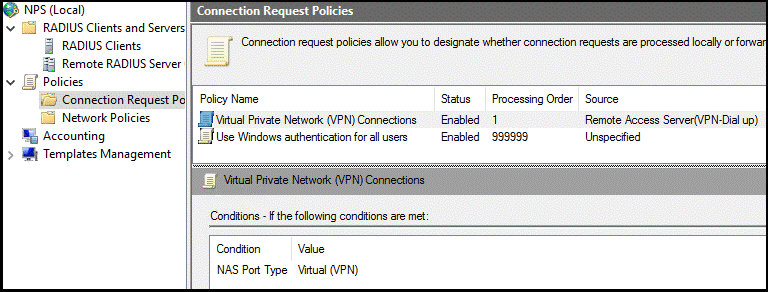 NPS (Local)
RADIUS Clients and Servers
RADIUS Clients
Remote RADIUS Server
Policies
Connection Request Po
Network Policies
Accounting
Templates Management
Connection Request Policies
Connection request policies allow you to designate whether connection requests are processed locally or forwar
Policy Name Status Processing Order Source
Virtual Private Network (VPN) Connections Enabled 1 Remote Access Server(VPN-Dial up)
Use Windows authentication for all users Enabled 999999 Unspecified
Virtual Private Network (VPN) Connections
Conditions - If the following conditions are met:
Condition Value
NAS Port Type Virtual (VPN)